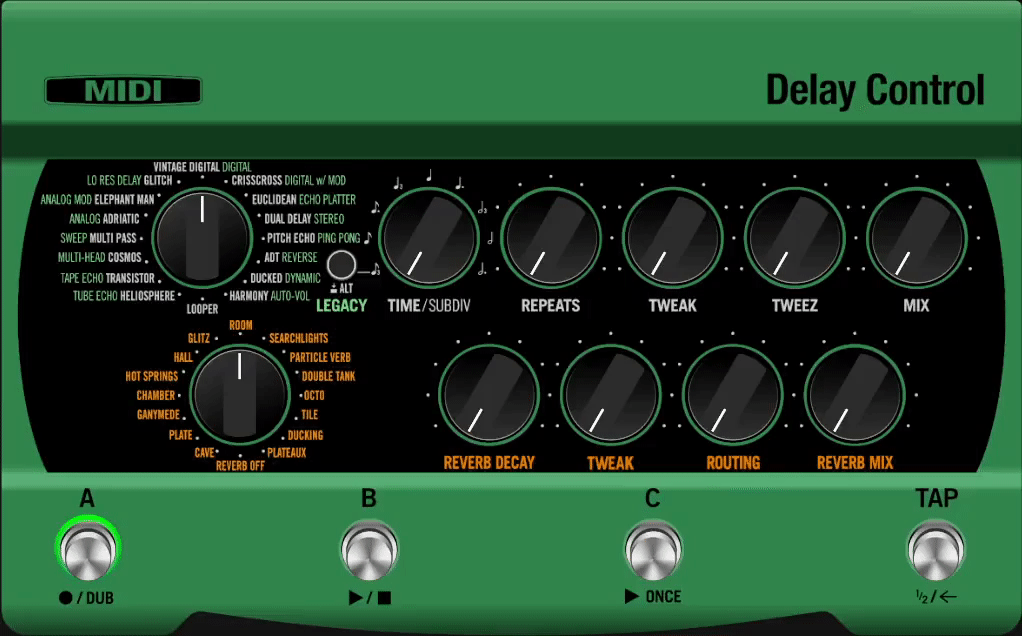 MIDI
Delay Control
VINTAGE DIGITAL DIGITAL
LO RES DELAY GLITCH
CRISSCROSS DIGITAL w/ MOD
ANALOG MOD ELEPHANT MAN
EUCLIDEAN ECHO PLATTER
ANALOG ADRIATIC
DUAL DELAY STEREO
SWEEP MULTI PASS
PITCH ECHO PING PONG
MULTI-HEAD COSMOS
ADT REVERSE
TAPE ECHO TRANSISTOR
DUCKED DYNAMIC
TUBE ECHO HELIOSPHERE
HARMONY AUTO-VOL
LOOPER
ALT
LEGACY
TIME/SUBDIV
REPEATS
TWEAK
TWEEZ
MIX
ROOM
GLITZ
SEARCHLIGHTS
HALL
PARTICLE VERB
HOT SPRINGS
DOUBLE TANK
CHAMBER
OCTO
GANYMEDE
TILE
PLATE
DUCKING
CAVE
PLATEAUX
REVERB OFF
REVERB DECAY
TWEAK
ROUTING
REVERB MIX
A
B
C
TAP
●/DUB
▶/■
▶ ONCE
½/←